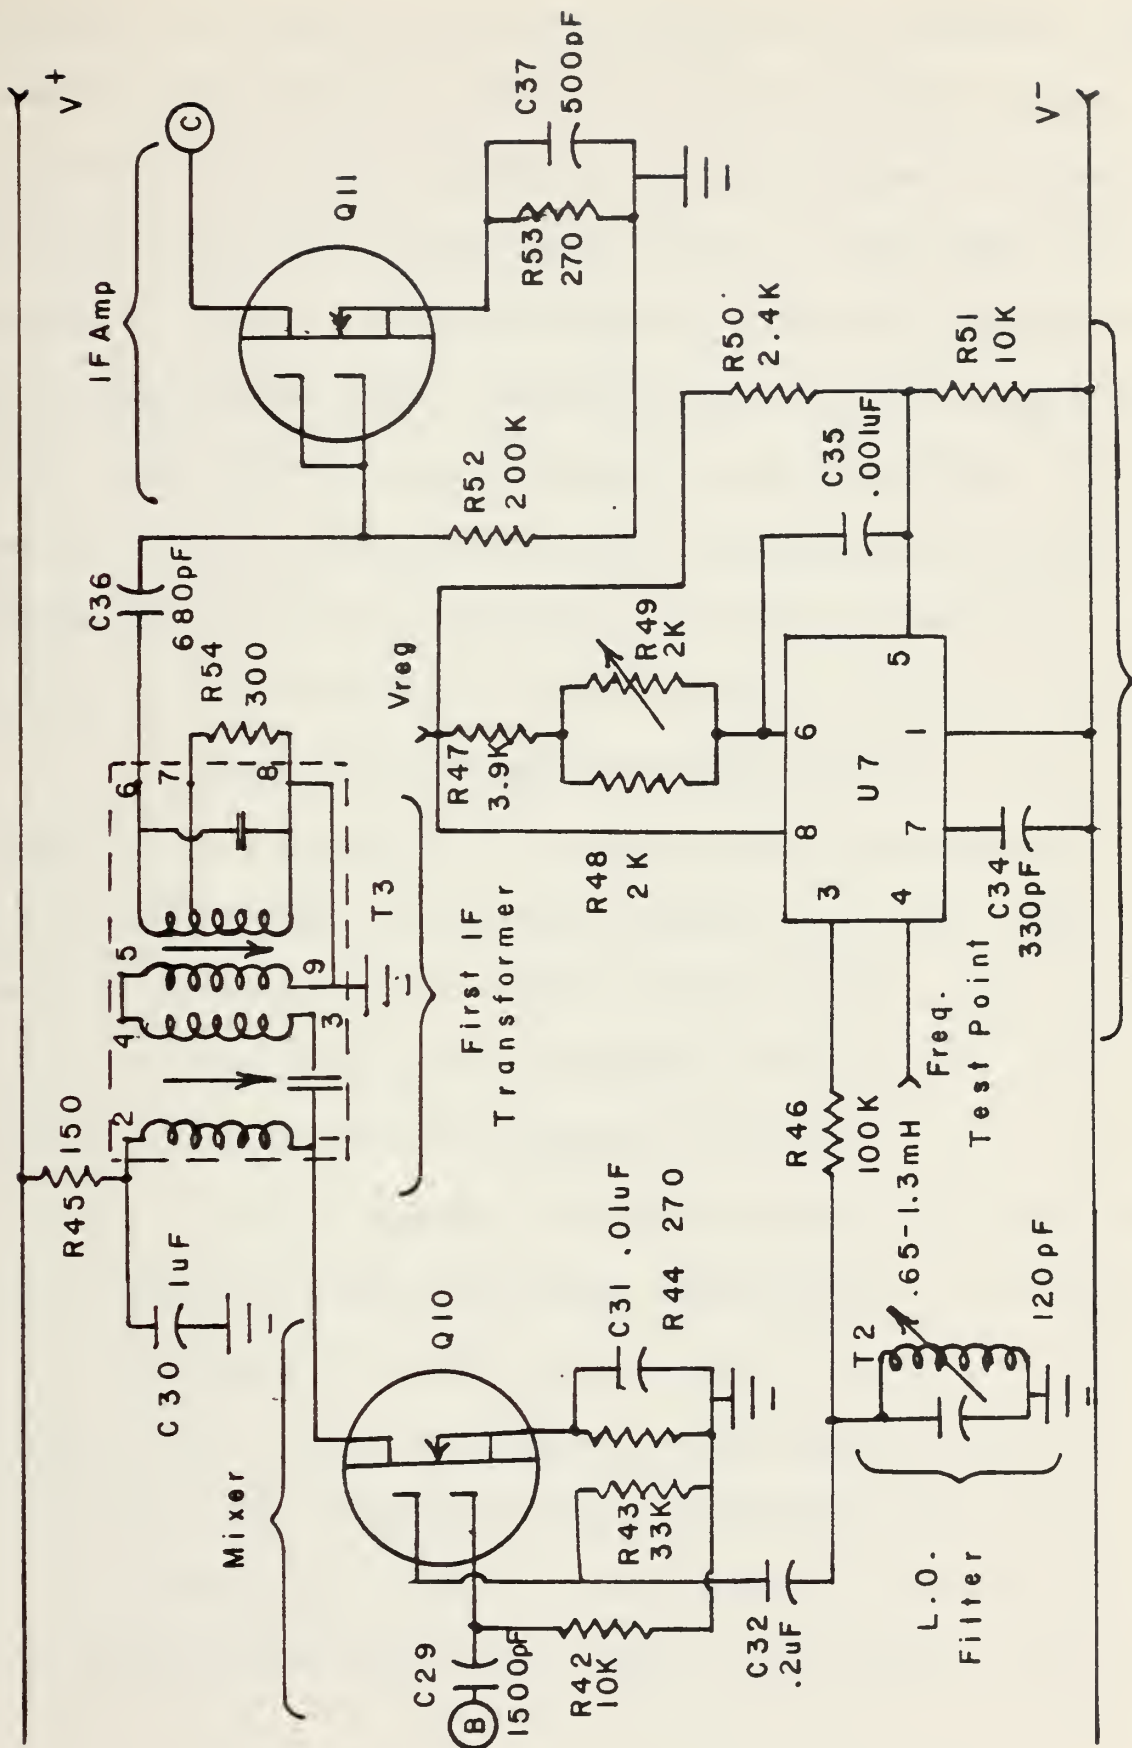 V+
V-
C
IF Amp
Q11
C37
500pF
R53
270
C36
680pF
R52
200K
R54
300
R50
2.4K
R51
10K
C35
.001uF
Vreg
R47
3.9K
R49
2K
R48
2K
U7
8
6
3
4
7
1
5
C34
330pF
6
7
8
5
9
4
3
2
1
T3
First IF
Transformer
R45
150
C30
1uF
Mixer
Q10
C31 .01uF
R44 270
R43
33K
B
C29
1500pF
R42
10K
C32
.2uF
R46
100K
Freq.
Test Point
T2
.65-1.3mH
120pF
L.O.
Filter